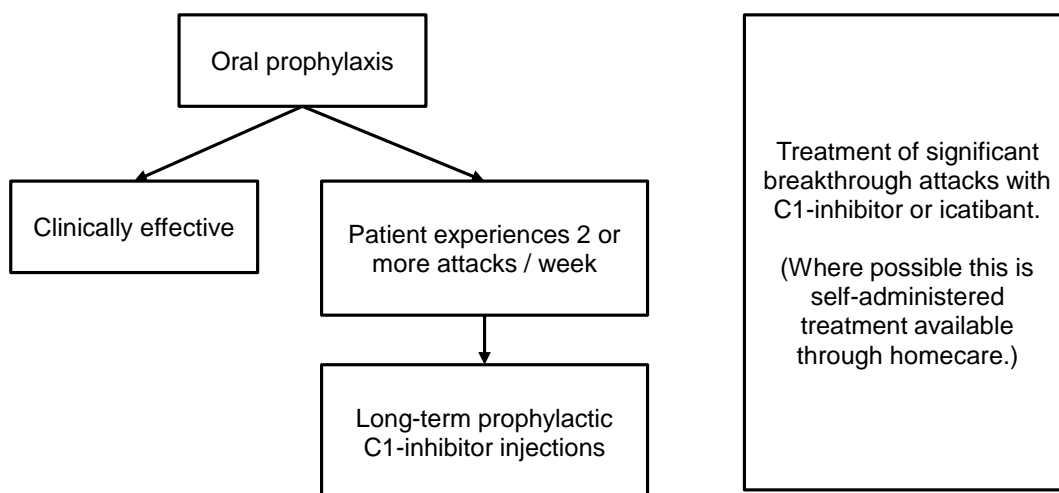 Oral prophylaxis
Clinically effective
Patient experiences 2 or
more attacks / week
Long-term prophylactic
C1-inhibitor injections
Treatment of significant
breakthrough attacks with
C1-inhibitor or icatibant.
(Where possible this is
self-administered
treatment available
through homecare.)